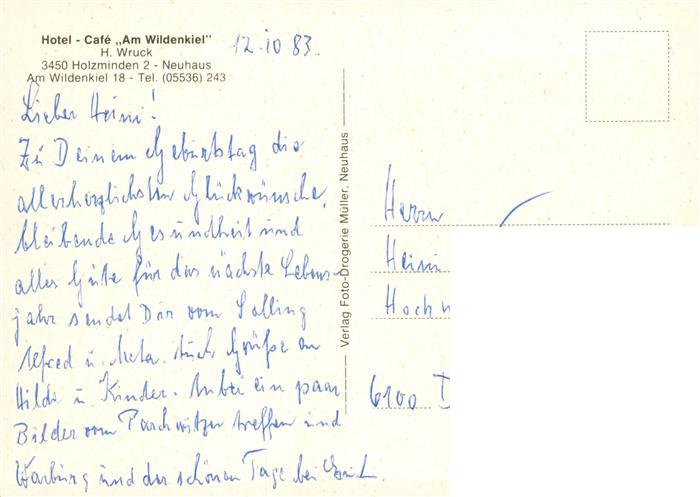 Hotel - Café „Am Wildenkiel"
H. Wruck
3450 Holzminden 2 - Neuhaus
Am Wildenkiel 18 - Tel. (05536) 243
12.10 83.
Lieber Heini!
Zu Deinem Geburtstag die
allerherzlichsten Glückwünsche,
bleibende Gesundheit und
alles Gute für das nächste Lebens-
jahr sendet Dir vom Solling
Alfred u. Meta. Auch Grüße an
Hilde u. Kinder. Anbei ein paar
Bilder vom Parchwitzer treffen und
Warburg und der schönen Tage bei Euch.
Verlag Foto-Drogerie Müller, Neuhaus
Herrn
Heini
Hoch
6100 D